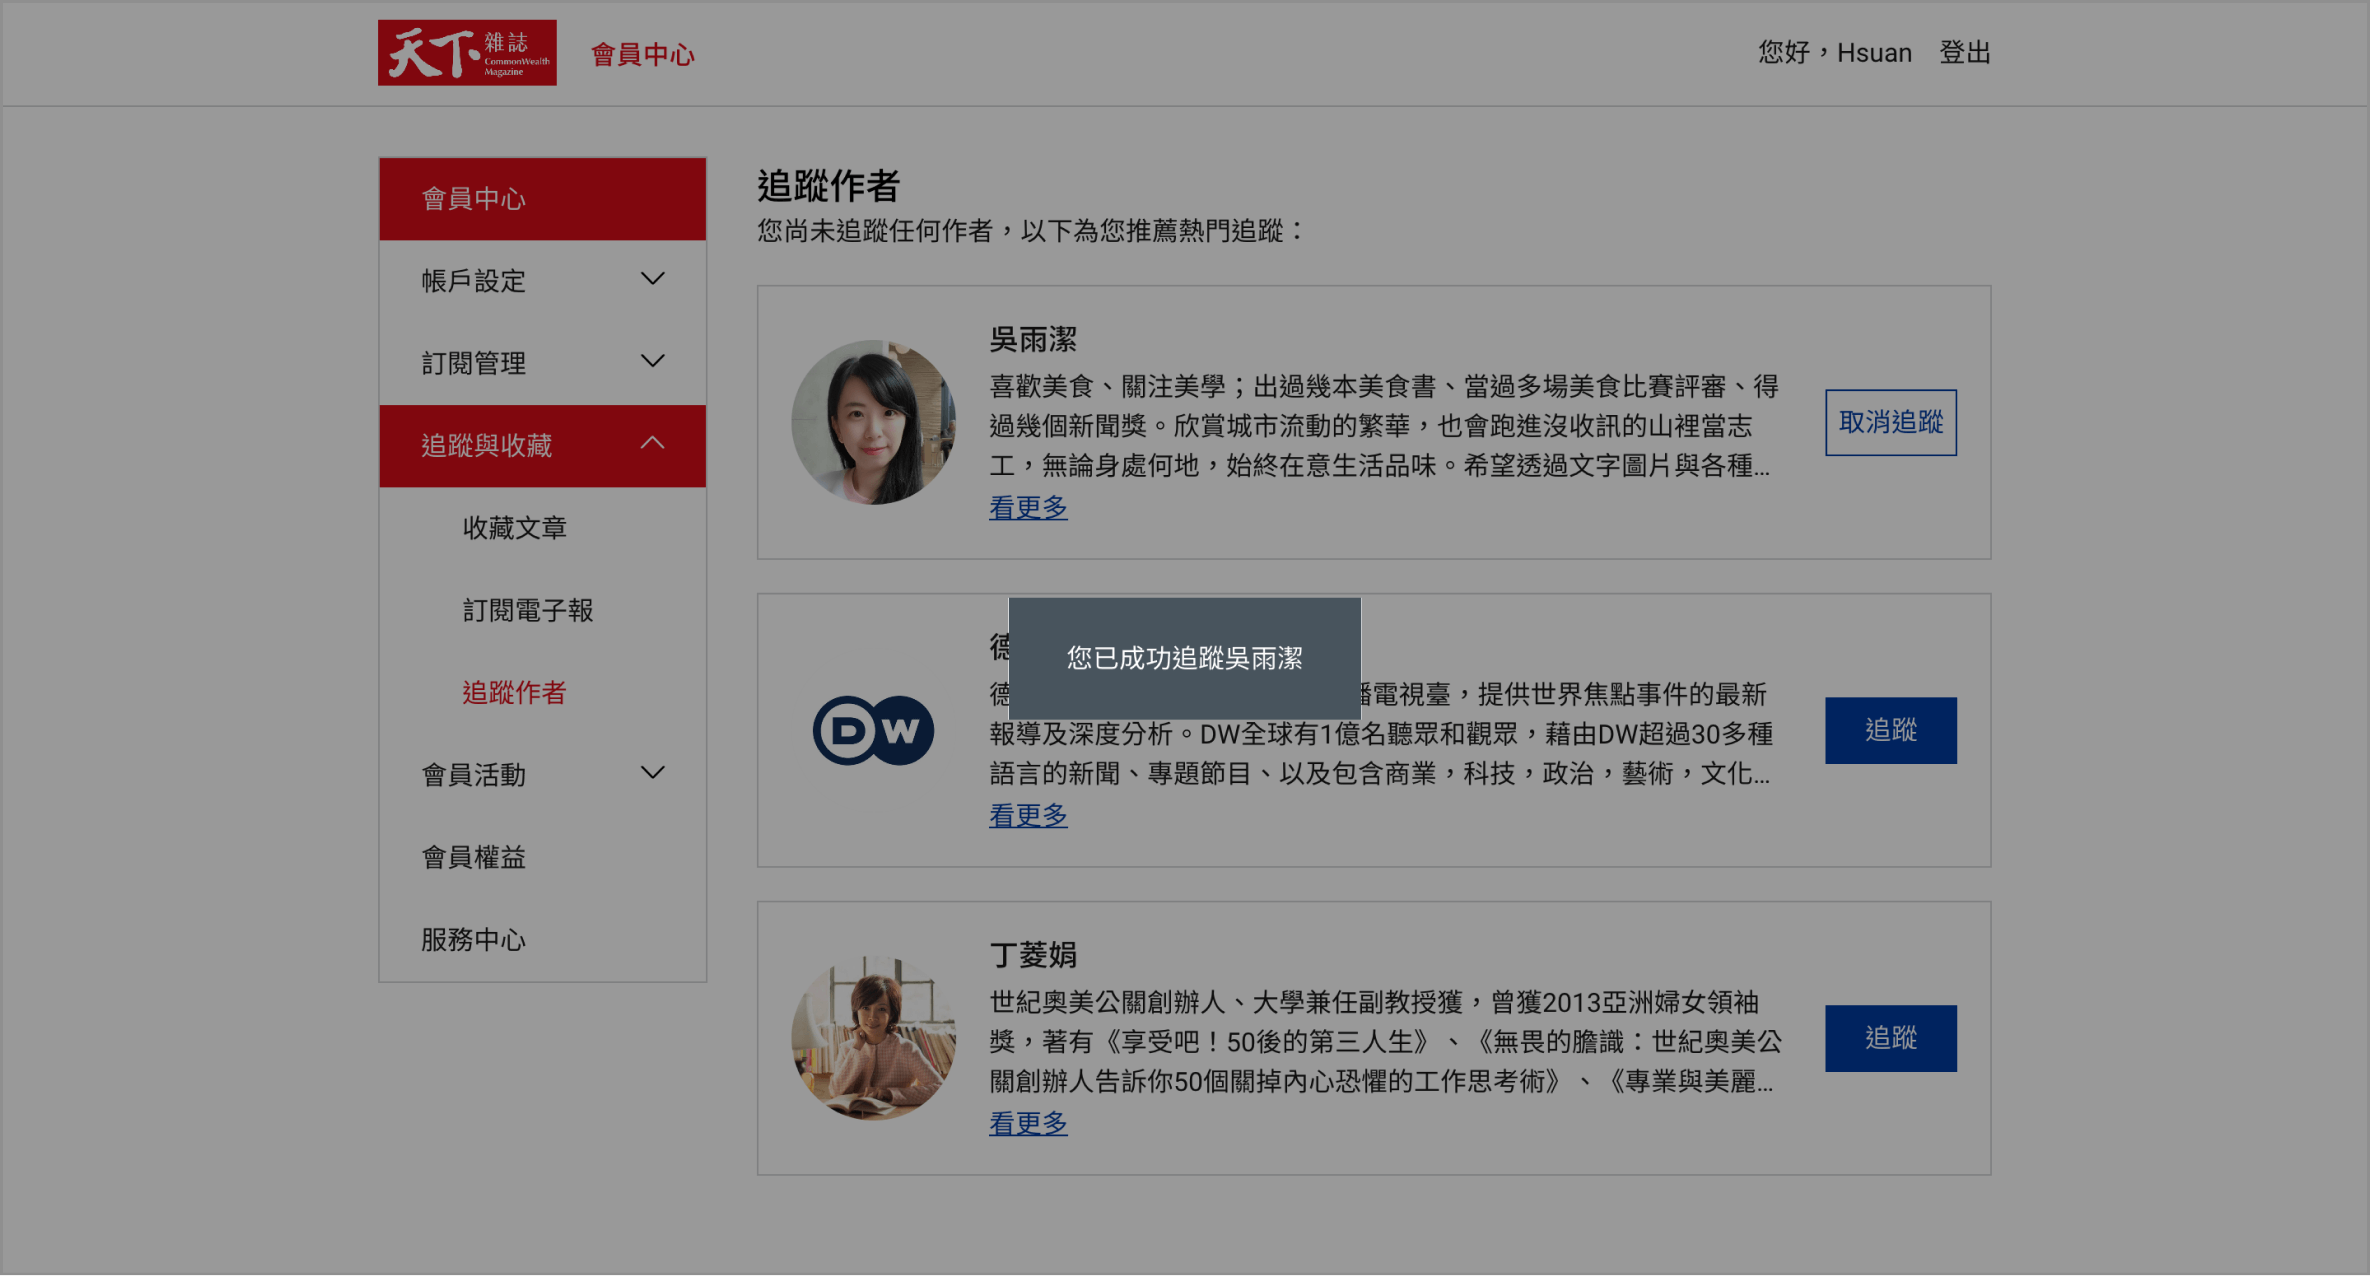 天下雜誌
CommonWealth
Magazine
會員中心
您好，Hsuan
登出
會員中心
帳戶設定
訂閱管理
追蹤與收藏
收藏文章
訂閱電子報
追蹤作者
會員活動
會員權益
服務中心
追蹤作者
您尚未追蹤任何作者，以下為您推薦熱門追蹤：
吳雨潔
喜歡美食、關注美學；出過幾本美食書、當過多場美食比賽評審、得
過幾個新聞獎。欣賞城市流動的繁華，也會跑進沒收訊的山裡當志
工，無論身處何地，始終在意生活品味。希望透過文字圖片與各種...
看更多
取消追蹤
您已成功追蹤吳雨潔
德
德
播電視臺，提供世界焦點事件的最新
報導及深度分析。DW全球有1億名聽眾和觀眾，藉由DW超過30多種
語言的新聞、專題節目、以及包含商業，科技，政治，藝術，文化...
看更多
DW
追蹤
丁菱娟
世紀奧美公關創辦人、大學兼任副教授獲，曾獲2013亞洲婦女領袖
獎，著有《享受吧！50後的第三人生》、《無畏的膽識：世紀奧美公
關創辦人告訴你50個關掉內心恐懼的工作思考術》、《專業與美麗...
看更多
追蹤